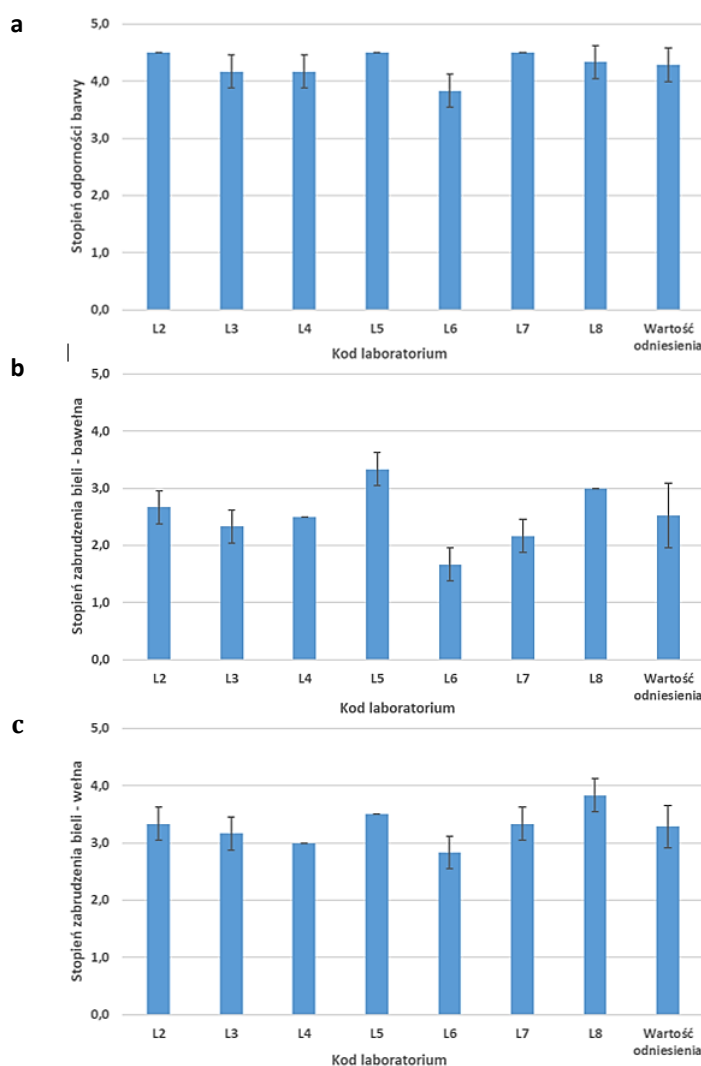 a
Stopień odporności barwy
5,0
4,0
3,0
2,0
1,0
0,0
L2 L3 L4 L5 L6 L7 L8 Wartość
odniesienia
Kod laboratorium
b
Stopień zabrudzenia bieli - bawełna
5,0
4,0
3,0
2,0
1,0
0,0
L2 L3 L4 L5 L6 L7 L8 Wartość
odniesienia
Kod laboratorium
c
Stopień zabrudzenia bieli - wełna
5,0
4,0
3,0
2,0
1,0
0,0
L2 L3 L4 L5 L6 L7 L8 Wartość
odniesienia
Kod laboratorium